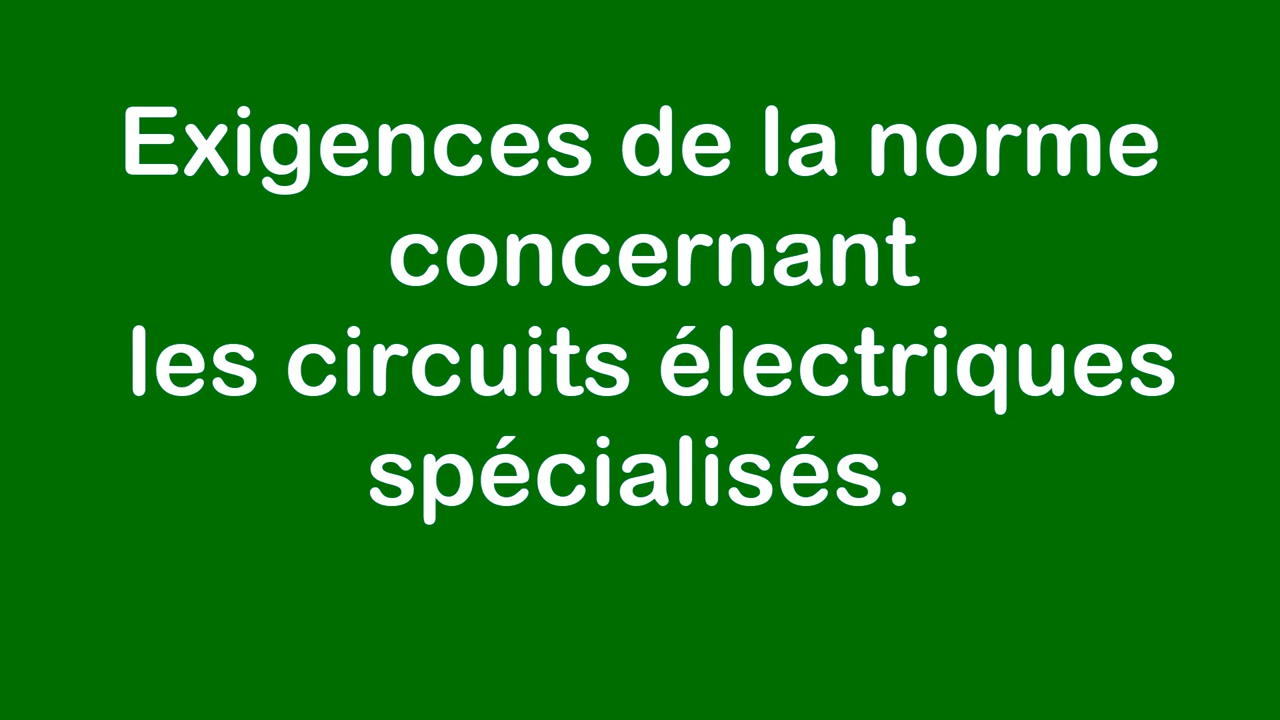 Exigences de la norme
concernant
les circuits électriques
spécialisés.